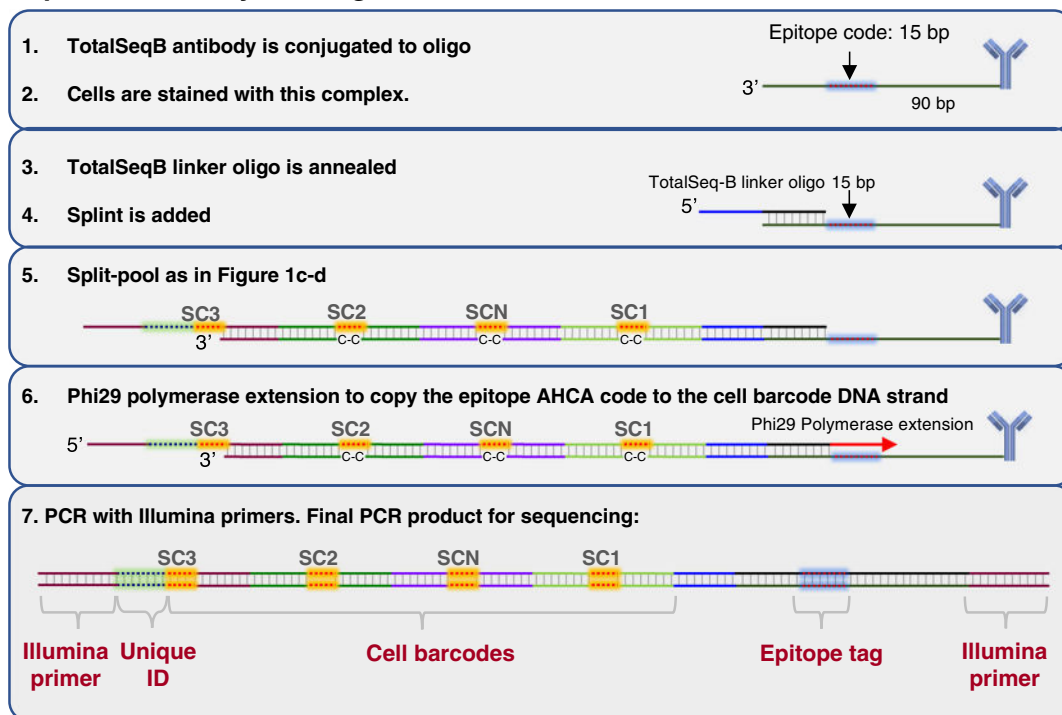 1. TotalSeqB antibody is conjugated to oligo
2. Cells are stained with this complex.
Epitope code: 15 bp
3’
90 bp
3. TotalSeqB linker oligo is annealed
4. Splint is added
TotalSeq-B linker oligo 15 bp
5’
5. Split-pool as in Figure 1c-d
SC3 SC2 SCN SC1
3’ C-C C-C C-C
6. Phi29 polymerase extension to copy the epitope AHCA code to the cell barcode DNA strand
Phi29 Polymerase extension
SC3 SC2 SCN SC1
5’
3’ C-C C-C C-C
7. PCR with Illumina primers. Final PCR product for sequencing:
SC3 SC2 SCN SC1
Illumina primer
Unique ID
Cell barcodes
Epitope tag
Illumina primer